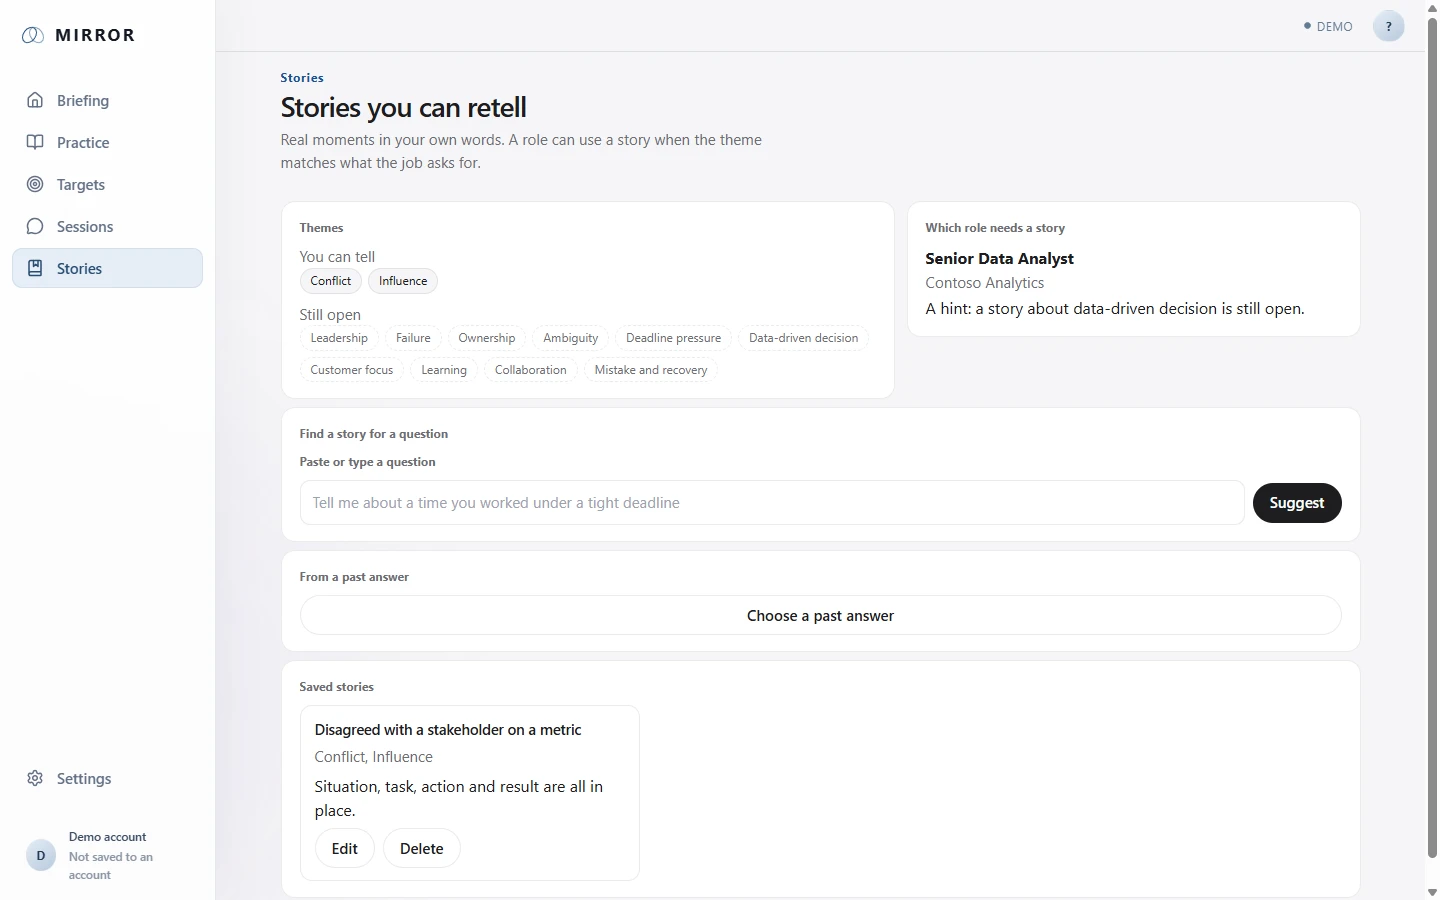 MIRROR
Briefing
Practice
Targets
Sessions
Stories
Settings
D
Demo account
Not saved to an
account
DEMO
?
Stories
Stories you can retell
Real moments in your own words. A role can use a story when the theme
matches what the job asks for.
Themes
You can tell
Conflict
Influence
Still open
Leadership
Failure
Ownership
Ambiguity
Deadline pressure
Data-driven decision
Customer focus
Learning
Collaboration
Mistake and recovery
Which role needs a story
Senior Data Analyst
Contoso Analytics
A hint: a story about data-driven decision is still open.
Find a story for a question
Paste or type a question
Tell me about a time you worked under a tight deadline
Suggest
From a past answer
Choose a past answer
Saved stories
Disagreed with a stakeholder on a metric
Conflict, Influence
Situation, task, action and result are all in
place.
Edit
Delete